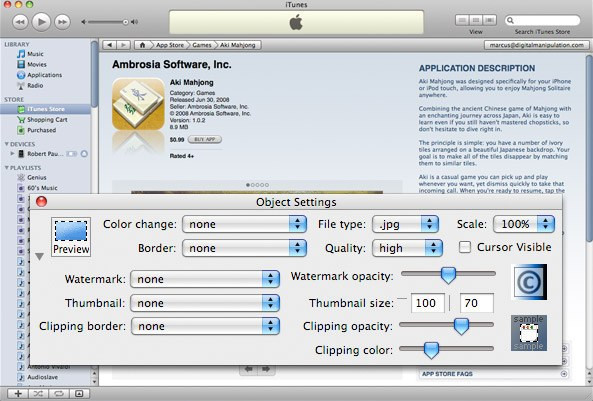 iTunes
View
Search iTunes Store
LIBRARY
Music
Movies
Applications
Radio
STORE
iTunes Store
Shopping Cart
Purchased
DEVICES
Robert Pau...
PLAYLISTS
Genius
60's Music
Audioslave
App Store
Games
Aki Mahjong
marcus@digitalmanipulation.com
Ambrosia Software, Inc.
Aki Mahjong
Category: Games
Released Jun 30, 2008
Seller: Ambrosia Software, Inc.
© 2008 Ambrosia Software, Inc.
Version: 1.0.2
8.9 MB
$0.99 BUY APP
Rated 4+
APPLICATION DESCRIPTION
Aki Mahjong was designed specifically for your iPhone
or iPod touch, allowing you to enjoy Mahjong Solitaire
anywhere.
Combining the ancient Chinese game of Mahjong with
an enchanting journey across Japan, Aki is easy to
learn even if you still haven't mastered chopsticks, so
don't hesitate to dive right in.
The principle is simple: you have a number of ivory
tiles arranged on a beautiful Japanese backdrop. Your
goal is to make all of the tiles disappear by matching
them to similar tiles.
Aki is a casual game you can pick up and play
whenever you want, yet dismiss quickly to take that
incoming call. When you're ready to resume, tap the
Object Settings
Preview
Color change: none
File type: .jpg
Scale: 100%
Border: none
Quality: high
Cursor Visible
Watermark: none
Watermark opacity:
©
Thumbnail: none
Thumbnail size: 100 70
Clipping border: none
Clipping opacity:
sample
sample
Clipping color:
APP STORE FAQS